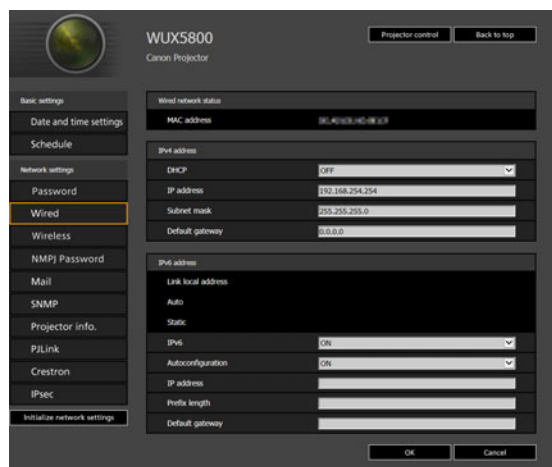 WUX5800
Canon Projector
Projector control
Back to top
Basic settings
Date and time settings
Schedule
Network settings
Password
Wired
Wireless
NMPJ Password
Mail
SNMP
Projector info.
PJLink
Crestron
IPsec
Initialize network settings
Wired network status
MAC address
IPv4 address
DHCP OFF
IP address 192.168.254.254
Subnet mask 255.255.255.0
Default gateway 0.0.0.0
IPv6 address
Link local address
Auto
Static
IPv6 ON
Autoconfiguration ON
IP address
Prefix length
Default gateway
OK
Cancel